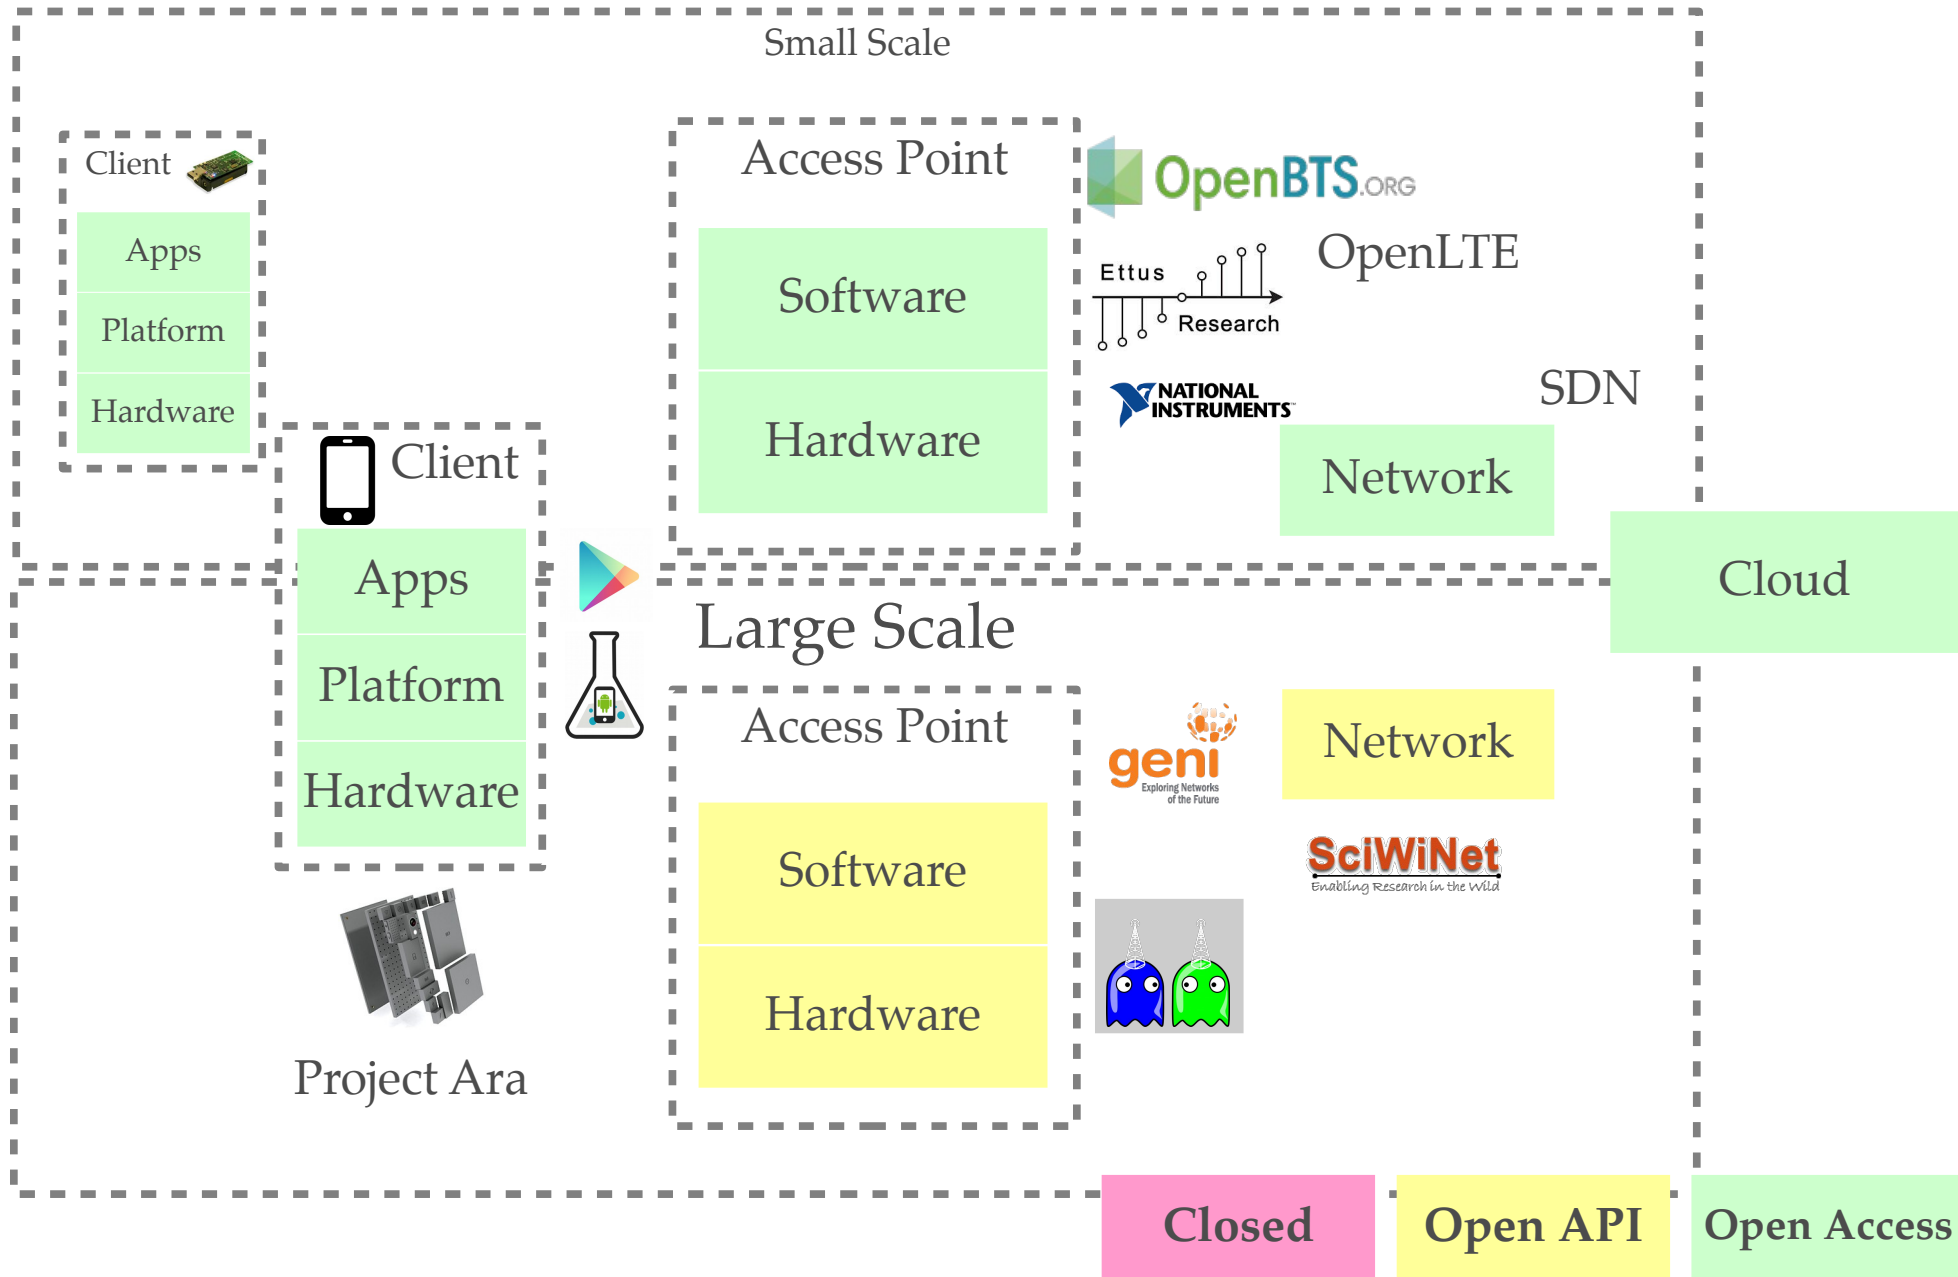 Small Scale
Client
Apps
Platform
Hardware
Access Point
Software
Hardware
OpenBTS.ORG
OpenLTE
Ettus
Research
NATIONAL
INSTRUMENTS
SDN
Network
Client
Apps
Platform
Hardware
Cloud
Large Scale
Access Point
Software
Hardware
geni
Exploring Networks
of the Future
Network
SciWiNet
Enabling Research in the Wild
Project Ara
Closed
Open API
Open Access